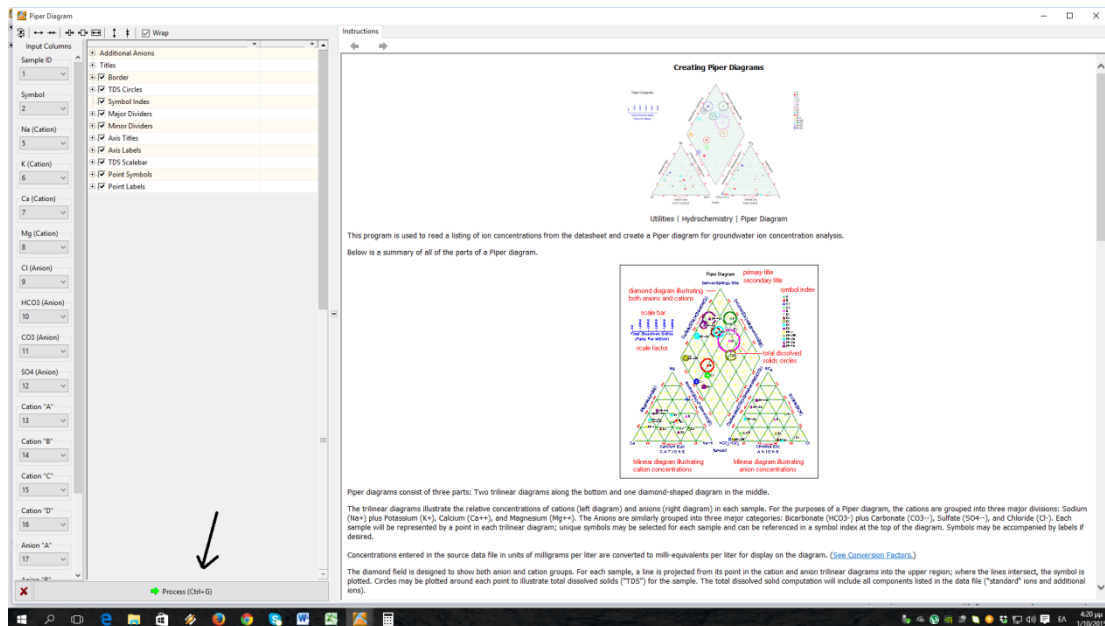 Piper Diagram
Wrap
Input Columns
Sample ID
1
Symbol
2
Na (Cation)
5
K (Cation)
6
Ca (Cation)
7
Mg (Cation)
8
Cl (Anion)
9
HCO3 (Anion)
10
CO3 (Anion)
11
SO4 (Anion)
12
Cation "A"
13
Cation "B"
14
Cation "C"
15
Cation "D"
16
Anion "A"
17
Anion "B"
Process (Ctrl+G)
Additional Anions
Titles
Border
TDS Circles
Symbol Index
Major Dividers
Minor Dividers
Axis Titles
Axis Labels
TDS Scalebar
Point Symbols
Point Labels
Instructions
Creating Piper Diagrams
Piper Diagram
Utilities | Hydrochemistry | Piper Diagram
This program is used to read a listing of ion concentrations from the datasheet and create a Piper diagram for groundwater ion concentration analysis.
Below is a summary of all of the parts of a Piper diagram.
Piper Diagram
primary title
secondary title
diamond diagram illustrating
both anions and cations
symbol index
scale bar
Total Dissolved Solids
(Parts Per Million)
scale factor
total dissolved
solids circles
Mg
Ca
Calcium (Ca)
CATIONS
ANIONS
Cl
trilinear diagram illustrating
cation concentrations
trilinear diagram illustrating
anion concentrations
Piper diagrams consist of three parts: Two trilinear diagrams along the bottom and one diamond-shaped diagram in the middle.
The trilinear diagrams illustrate the relative concentrations of cations (left diagram) and anions (right diagram) in each sample. For the purposes of a Piper diagram, the cations are grouped into three major divisions: Sodium
(Na+) plus Potassium (K+), Calcium (Ca++), and Magnesium (Mg++). The Anions are similarly grouped into three major categories: Bicarbonate (HCO3-) plus Carbonate (CO3--), Sulfate (SO4--), and Chloride (Cl-). Each
sample will be represented by a point in each trilinear diagram; unique symbols may be selected for each sample and can be referenced in a symbol index at the top of the diagram. Symbols may be accompanied by labels if
desired.
Concentrations entered in the source data file in units of milligrams per liter are converted to milli-equivalents per liter for display on the diagram. (See Conversion Factors.)
The diamond field is designed to show both anion and cation groups. For each sample, a line is projected from its point in the cation and anion trilinear diagrams into the upper region; where the lines intersect, the symbol is
plotted. Circles may be plotted around each point to illustrate total dissolved solids ("TDS") for the sample. The total dissolved solid computation will include all components listed in the data file ("standard" ions and additional
ions).
ΕΛ
4:20 μμ
1/10/2015